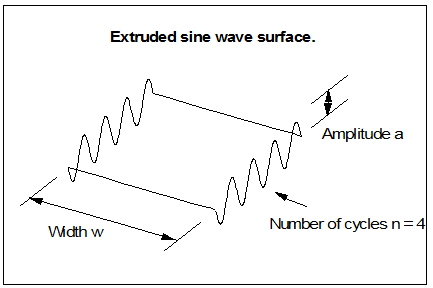 Extruded sine wave surface.
Amplitude a
Number of cycles n = 4
Width w